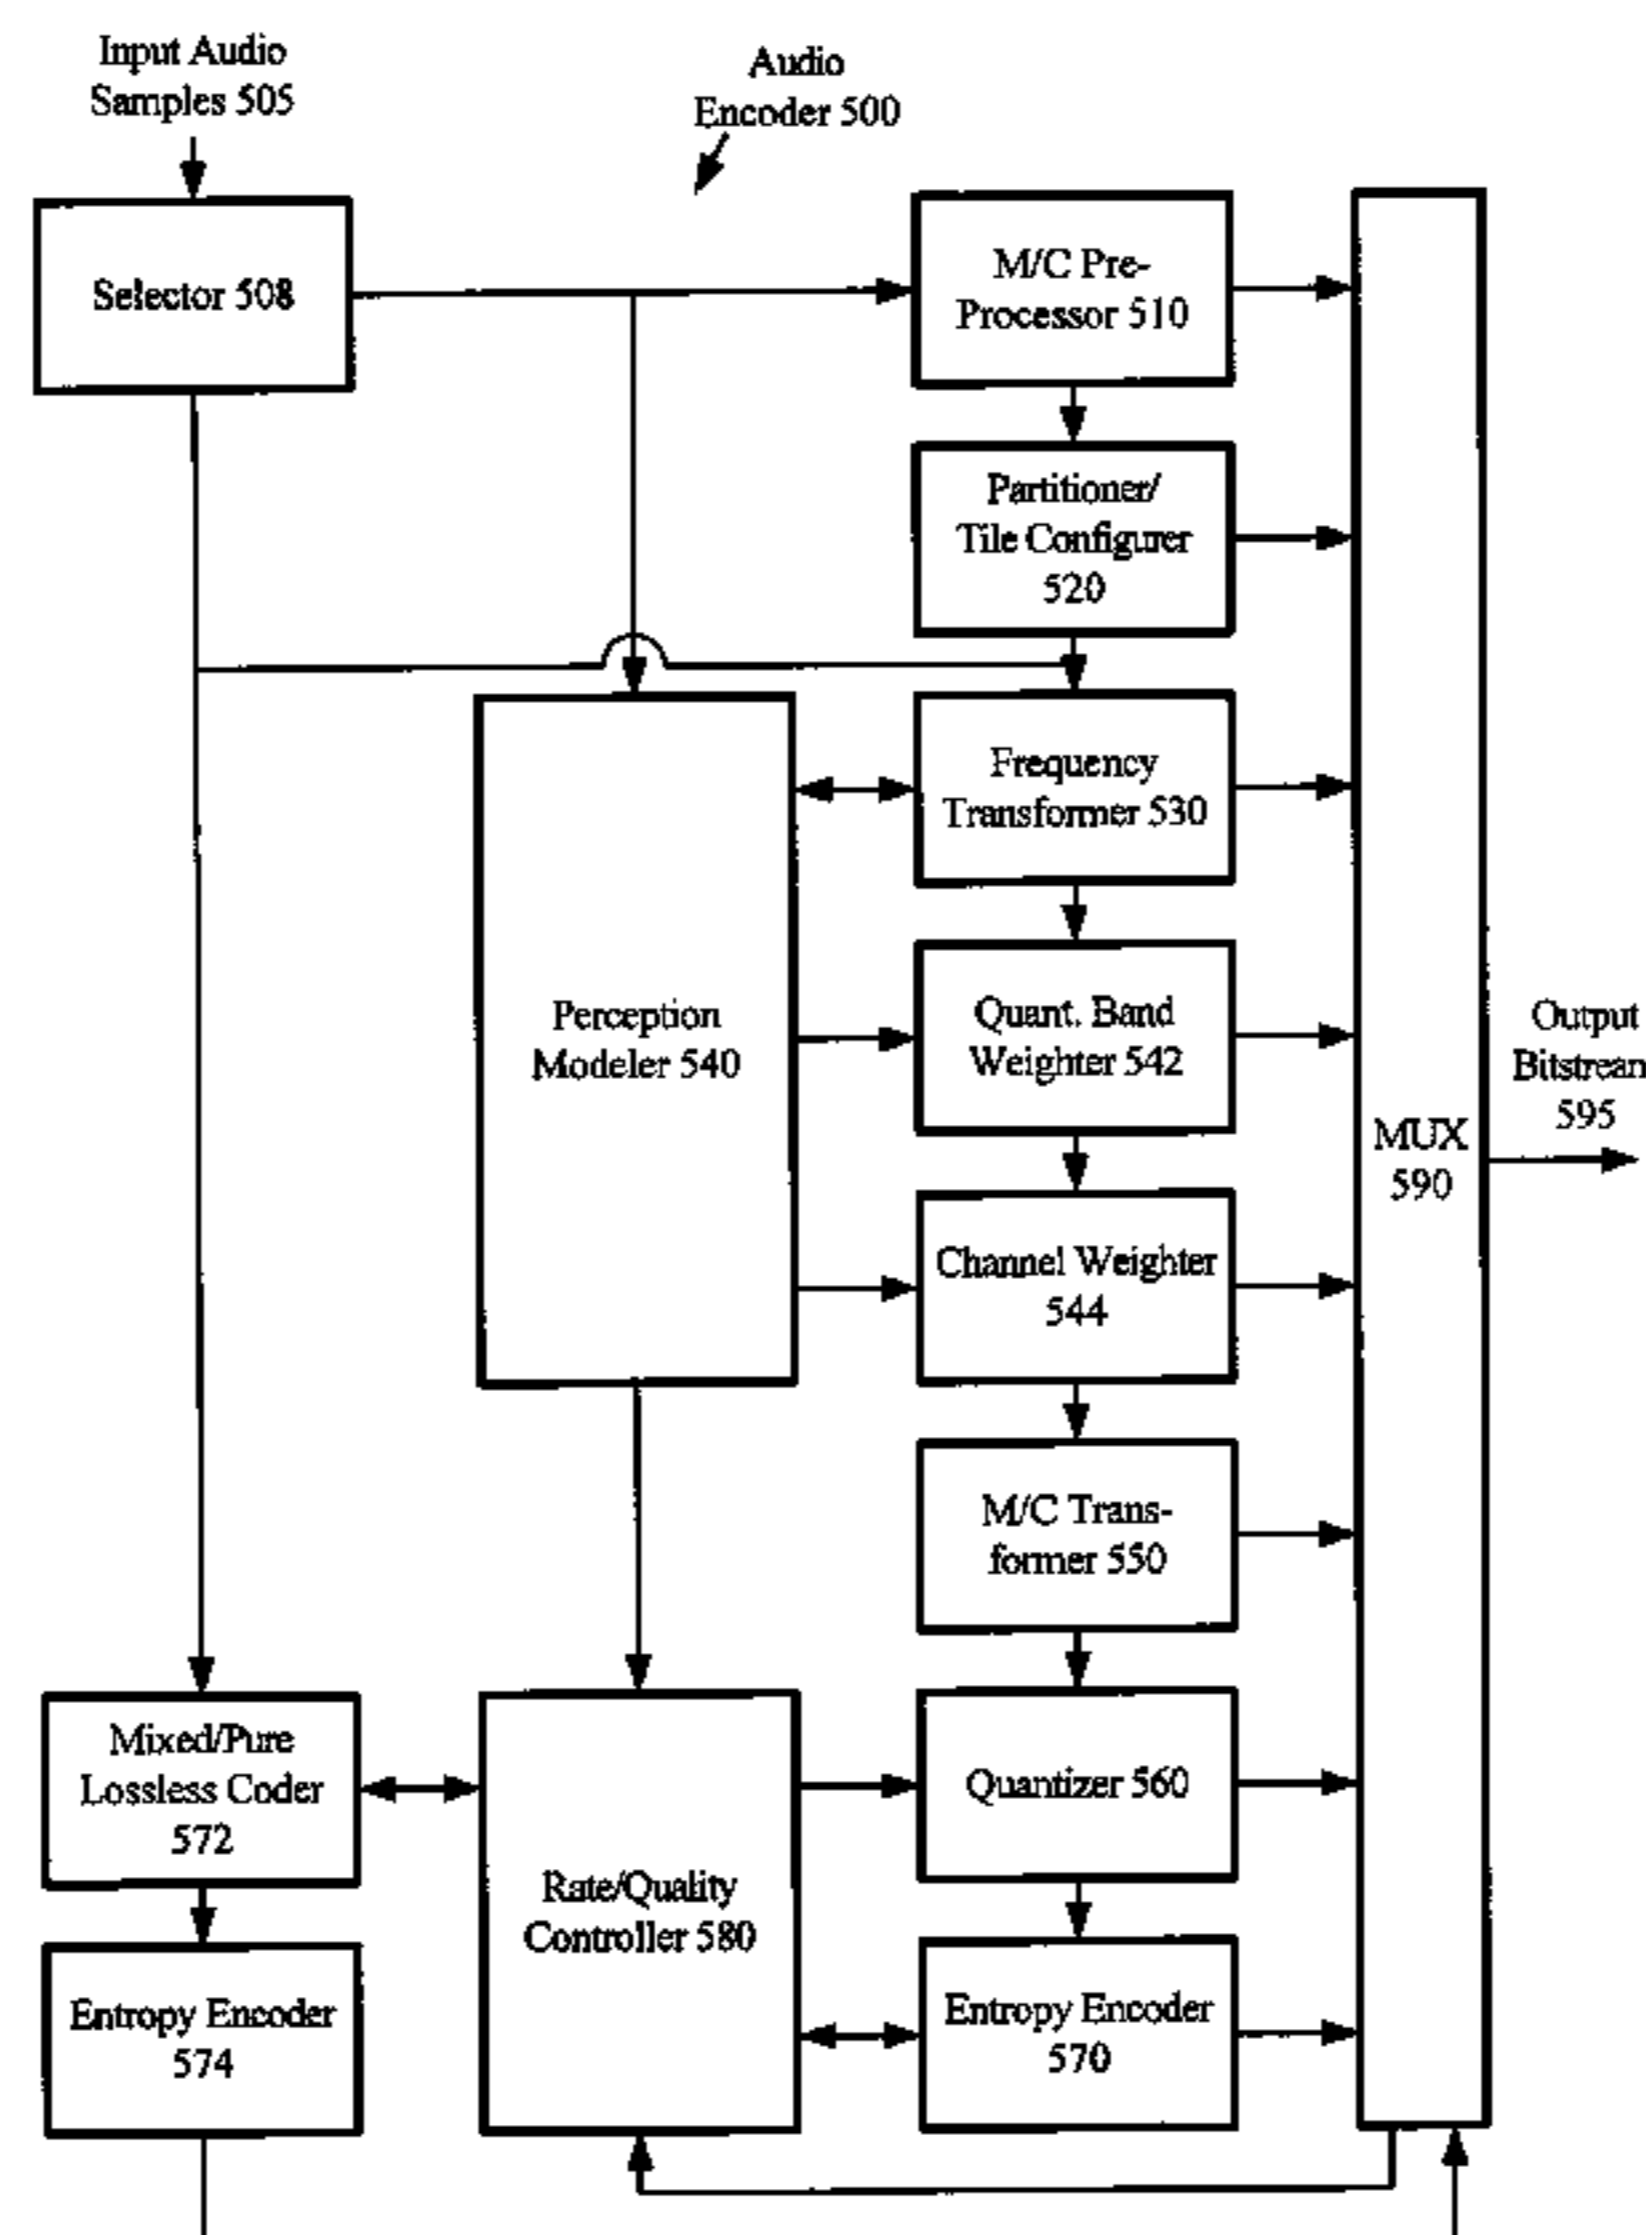 Input Audio
Samples 505
Audio
Encoder 500
Selector 508
M/C Pre-
Processor 510
Partitioner/
Tile Configurer
520
Frequency
Transformer 530
Perception
Modeler 540
Quant. Band
Weighter 542
Output
Bitstream
595
MUX
590
Channel Weighter
544
M/C Trans-
former 550
Mixed/Pure
Lossless Coder
572
Quantizer 560
Rate/Quality
Controller 580
Entropy Encoder
574
Entropy Encoder
570